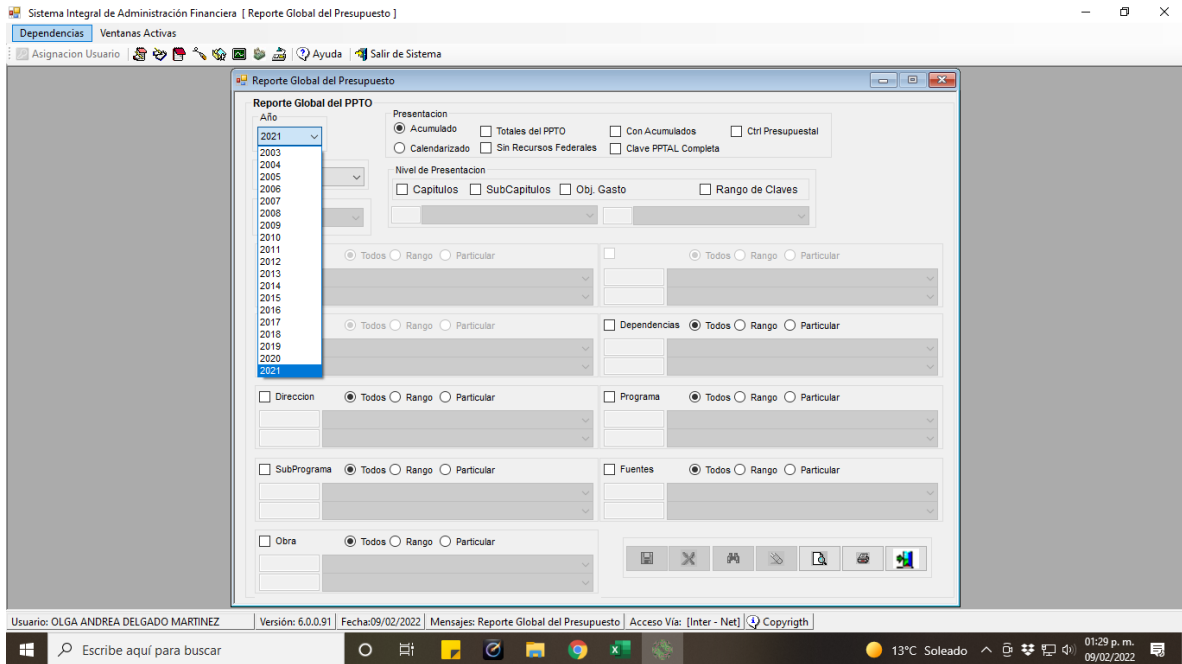 Sistema Integral de Administración Financiera [ Reporte Global del Presupuesto ]
Dependencias Ventanas Activas
Asignacion Usuario Ayuda Salir de Sistema
Reporte Global del Presupuesto
Reporte Global del PPTO
Año
2021
2003
2004
2005
2006
2007
2008
2009
2010
2011
2012
2013
2014
2015
2016
2017
2018
2019
2020
2021
Presentacion
Acumulado Totales del PPTO Con Acumulados Ctrl Presupuestal
Calendarizado Sin Recursos Federales Clave PPTAL Completa
Nivel de Presentacion
Capitulos SubCapitulos Obj. Gasto Rango de Claves
Todos Rango Particular
Todos Rango Particular
Todos Rango Particular
Dependencias Todos Rango Particular
Direccion Todos Rango Particular
Programa Todos Rango Particular
SubPrograma Todos Rango Particular
Fuentes Todos Rango Particular
Obra Todos Rango Particular
Usuario: OLGA ANDREA DELGADO MARTINEZ Versión: 6.0.0.91 Fecha:09/02/2022 Mensajes: Reporte Global del Presupuesto Acceso Vía: [Inter - Net] Copyrigth
Escribe aquí para buscar
13°C Soleado
01:29 p. m.
09/02/2022